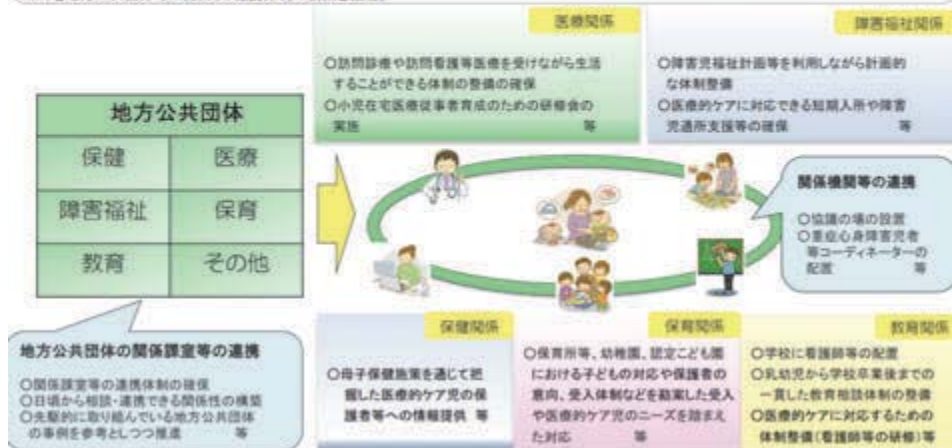 医療関係
○訪問診療や訪問看護等医療を受けながら生活
することができる体制の整備の確保
○小児在宅医療従事者育成のための研修会の
実施 等
障害福祉関係
○障害児福祉計画等を利用しながら計画的
な体制整備
○医療的ケアに対応できる短期入所や障害
児通所支援等の確保 等
地方公共団体
保健 医療
障害福祉 保育
教育 その他
関係機関等の連携
○協議の場の設置
○重症心身障害児者
等コーディネーターの
配置 等
地方公共団体の関係課室等の連携
○関係課室等の連携体制の確保
○日頃から相談・連携できる関係性の構築
○先駆的に取り組んでいる地方公共団体
の事例を参考としつつ推進 等
保健関係
○母子保健施策を通じて把
握した医療的ケア児の保
護者等への情報提供 等
保育関係
○保育所等、幼稚園、認定こども園
における子どもの対応や保護者の
意向、受入体制などを勘案した受入
や医療的ケア児のニーズを踏まえ
た対応 等
教育関係
○学校に看護師等の配置
○乳幼児から学校卒業後までの
一貫した教育相談体制の整備
○医療的ケアに対応するための
体制整備(看護師等の研修)等